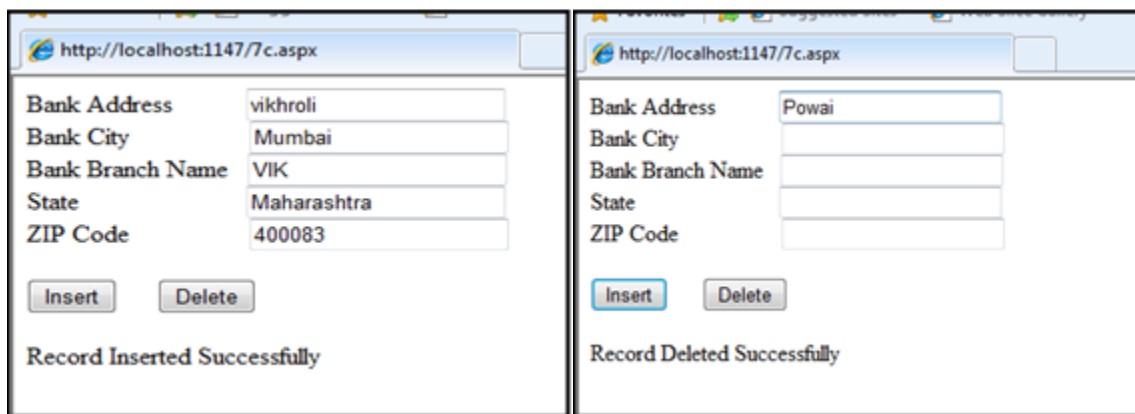 http://localhost:1147/7c.aspx
Bank Address vikhroli
Bank City Mumbai
Bank Branch Name VIK
State Maharashtra
ZIP Code 400083
Insert Delete
Record Inserted Successfully
http://localhost:1147/7c.aspx
Bank Address Powai
Bank City
Bank Branch Name
State
ZIP Code
Insert Delete
Record Deleted Successfully